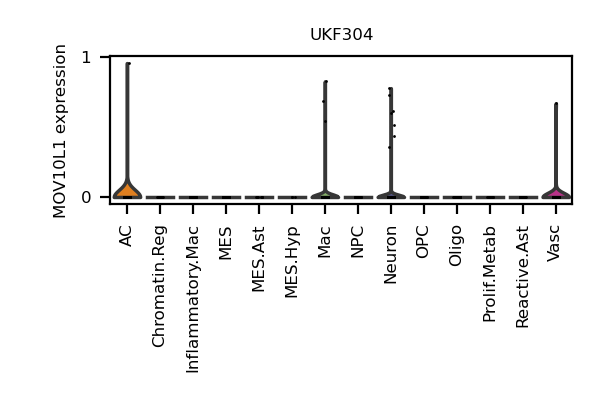 UKF304
MOV10L1 expression
1
0
AC
Chromatin.Reg
Inflammatory.Mac
MES
MES.Ast
MES.Hyp
Mac
NPC
Neuron
OPC
Oligo
Prolif.Metab
Reactive.Ast
Vasc